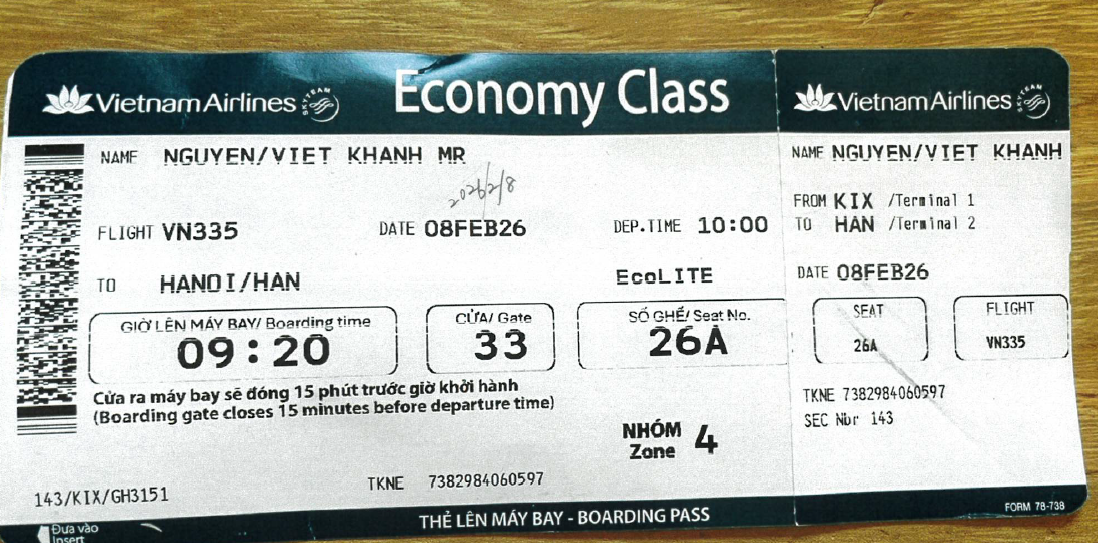 Vietnam Airlines SKYTEAM Economy Class
NAME NGUYEN/VIET KHANH MR
2026/2/8
FLIGHT VN335 DATE 08FEB26 DEP.TIME 10:00
TO HANOI/HAN EcoLITE
GIỜ LÊN MÁY BAY/ Boarding time CỬA/ Gate SỐ GHẾ/ Seat No.
09:20 33 26A
Cửa ra máy bay sẽ đóng 15 phút trước giờ khởi hành
(Boarding gate closes 15 minutes before departure time)
NHÓM
Zone 4
TKNE 7382984060597
143/KIX/GH3151
Đưa vào
Insert
THẺ LÊN MÁY BAY - BOARDING PASS
Vietnam Airlines SKYTEAM
NAME NGUYEN/VIET KHANH
FROM KIX /Terminal 1
TO HAN /Terminal 2
DATE 08FEB26
SEAT FLIGHT
26A VN335
TKNE 7382984060597
SEC Nbr 143
FORM 78-738